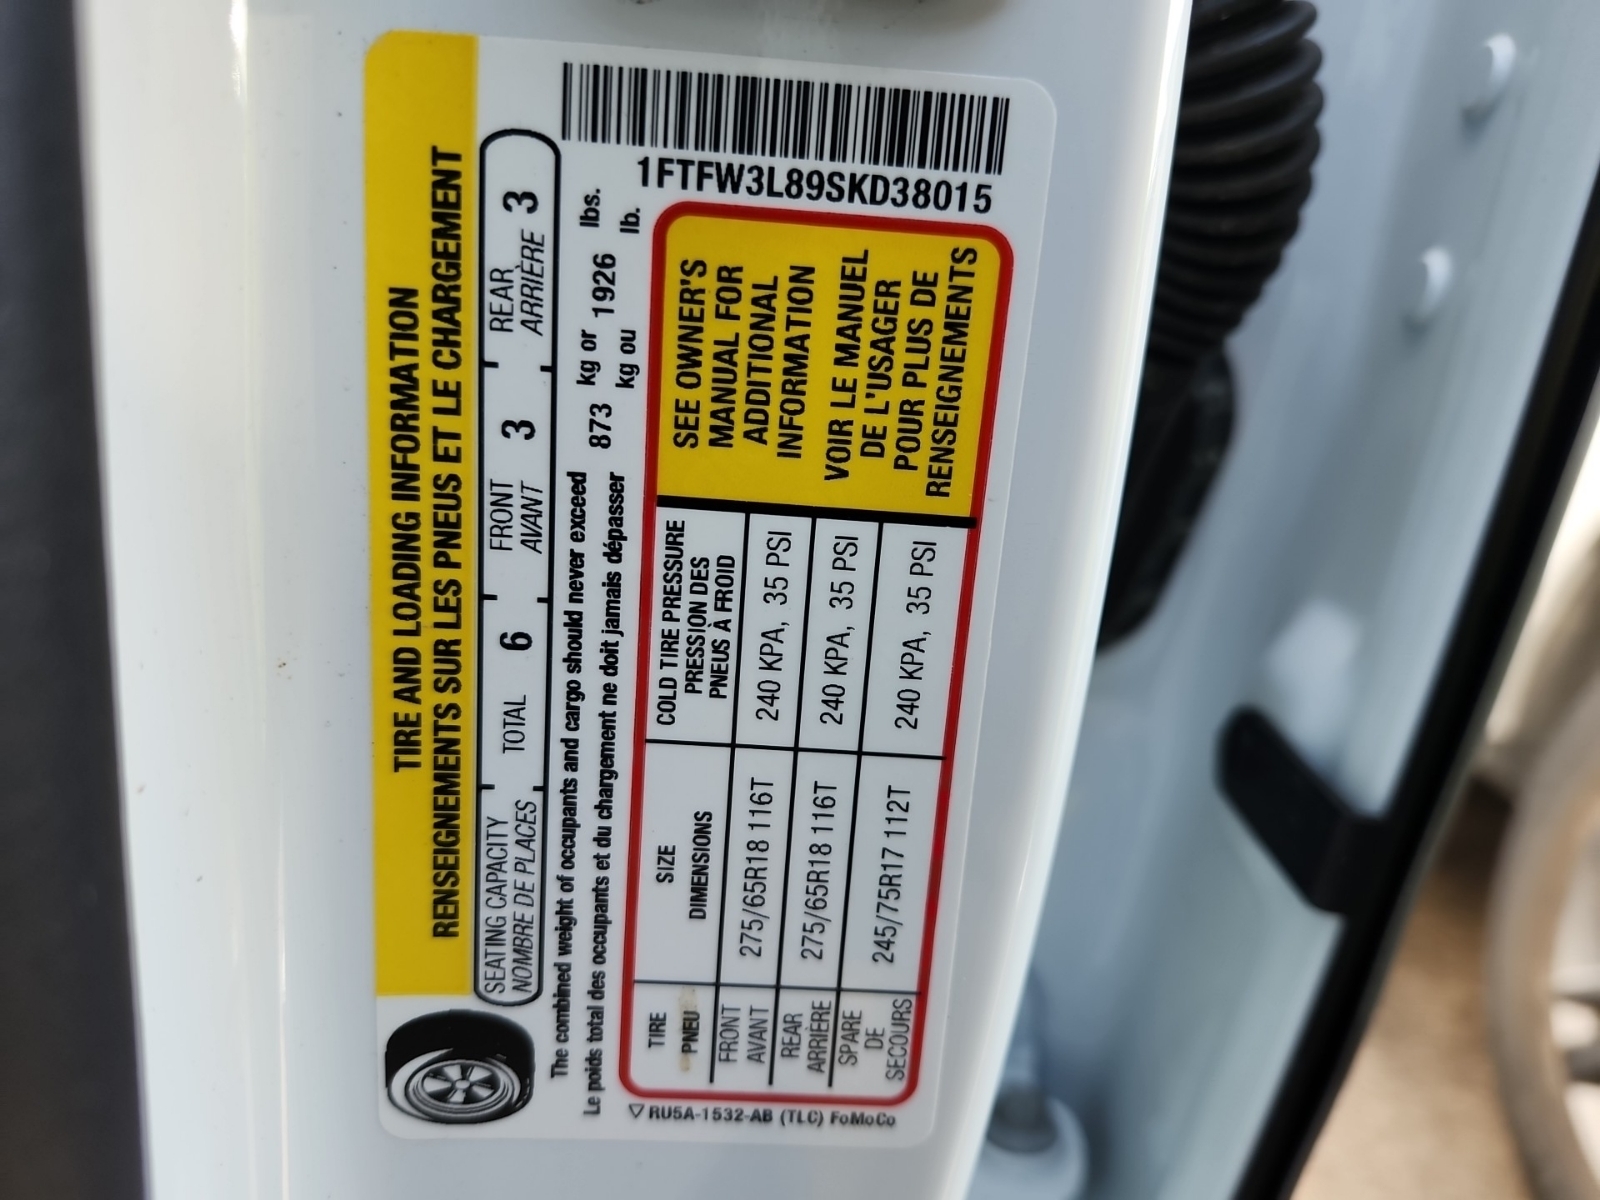 TIRE AND LOADING INFORMATION
RENSEIGNEMENTS SUR LES PNEUS ET LE CHARGEMENT
SEATING CAPACITY TOTAL 6 FRONT 3 REAR 3
NOMBRE DE PLACES AVANT ARRIÈRE
The combined weight of occupants and cargo should never exceed 873 kg or 1926 lbs.
Le poids total des occupants et du chargement ne doit jamais dépasser kg ou lb.
1FTFW3L89SKD38015
TIRE SIZE COLD TIRE PRESSURE
PNEU DIMENSIONS PRESSION DES
PNEUS À FROID
FRONT
AVANT 275/65R18 116T 240 KPA, 35 PSI
REAR
ARRIÈRE 275/65R18 116T 240 KPA, 35 PSI
SPARE
DE
SECOURS 245/75R17 112T 240 KPA, 35 PSI
SEE OWNER'S
MANUAL FOR
ADDITIONAL
INFORMATION
VOIR LE MANUEL
DE L'USAGER
POUR PLUS DE
RENSEIGNEMENTS
RU5A-1532-AB (TLC) FoMoCo